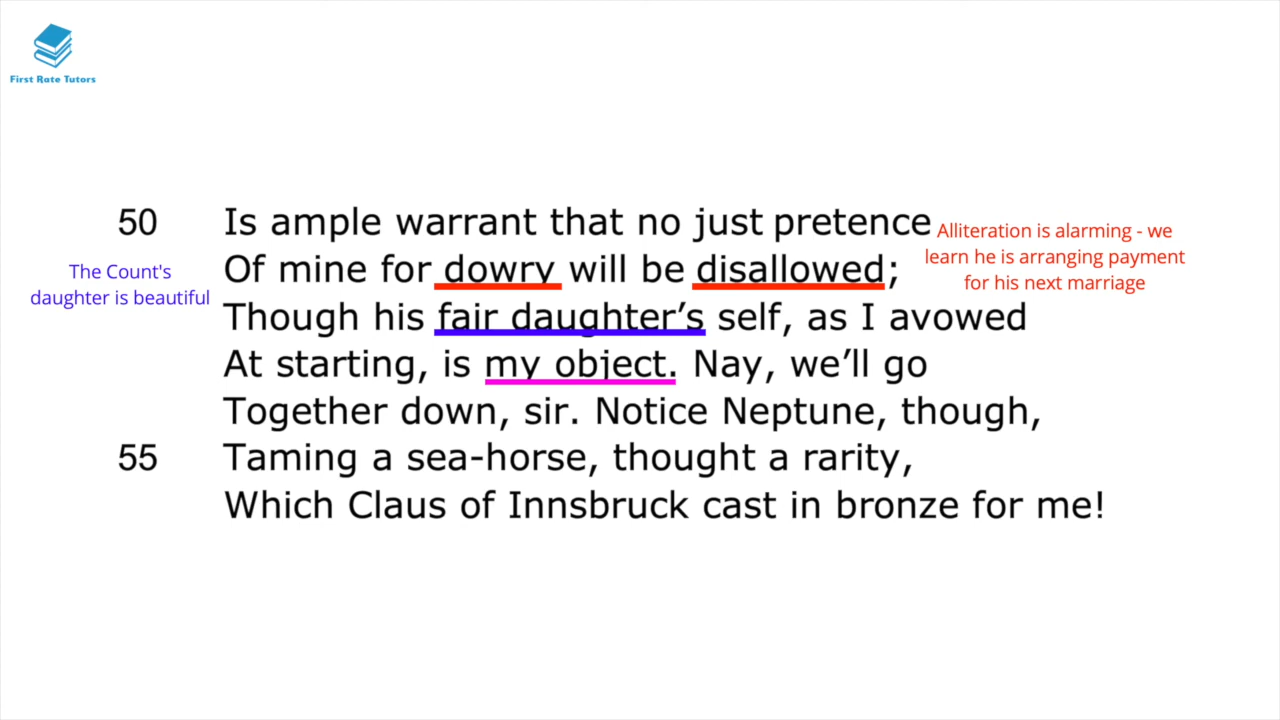 First Rate Tutors
50 Is ample warrant that no just pretence
Of mine for dowry will be disallowed;
Though his fair daughter’s self, as I avowed
At starting, is my object. Nay, we’ll go
Together down, sir. Notice Neptune, though,
55 Taming a sea-horse, thought a rarity,
Which Claus of Innsbruck cast in bronze for me!
The Count's
daughter is beautiful
Alliteration is alarming - we
learn he is arranging payment
for his next marriage